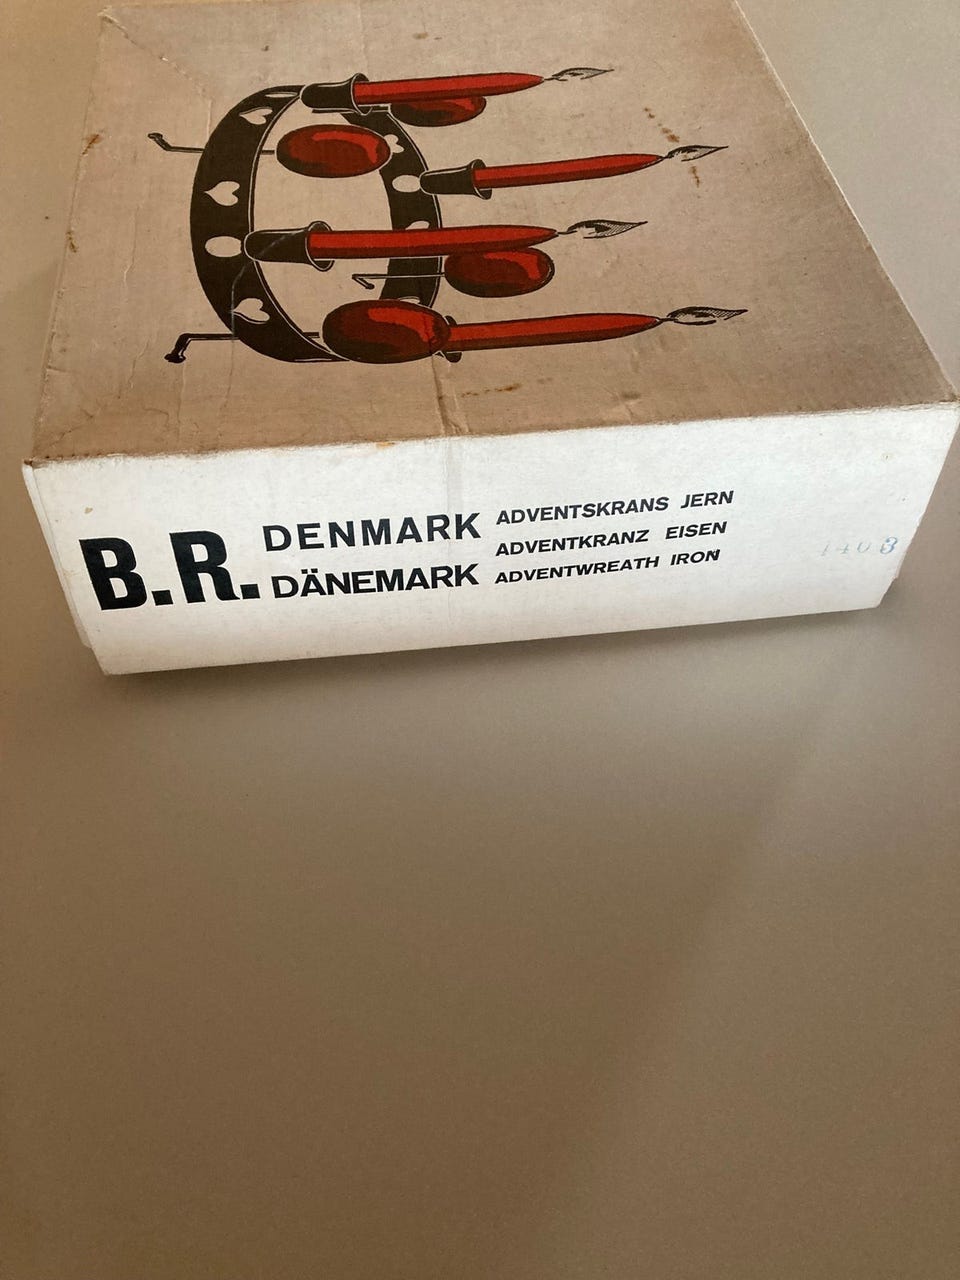 B.R.
DENMARK
DÄNEMARK
ADVENTSKRANS JERN
ADVENTKRANZ EISEN
ADVENTWREATH IRON
1403